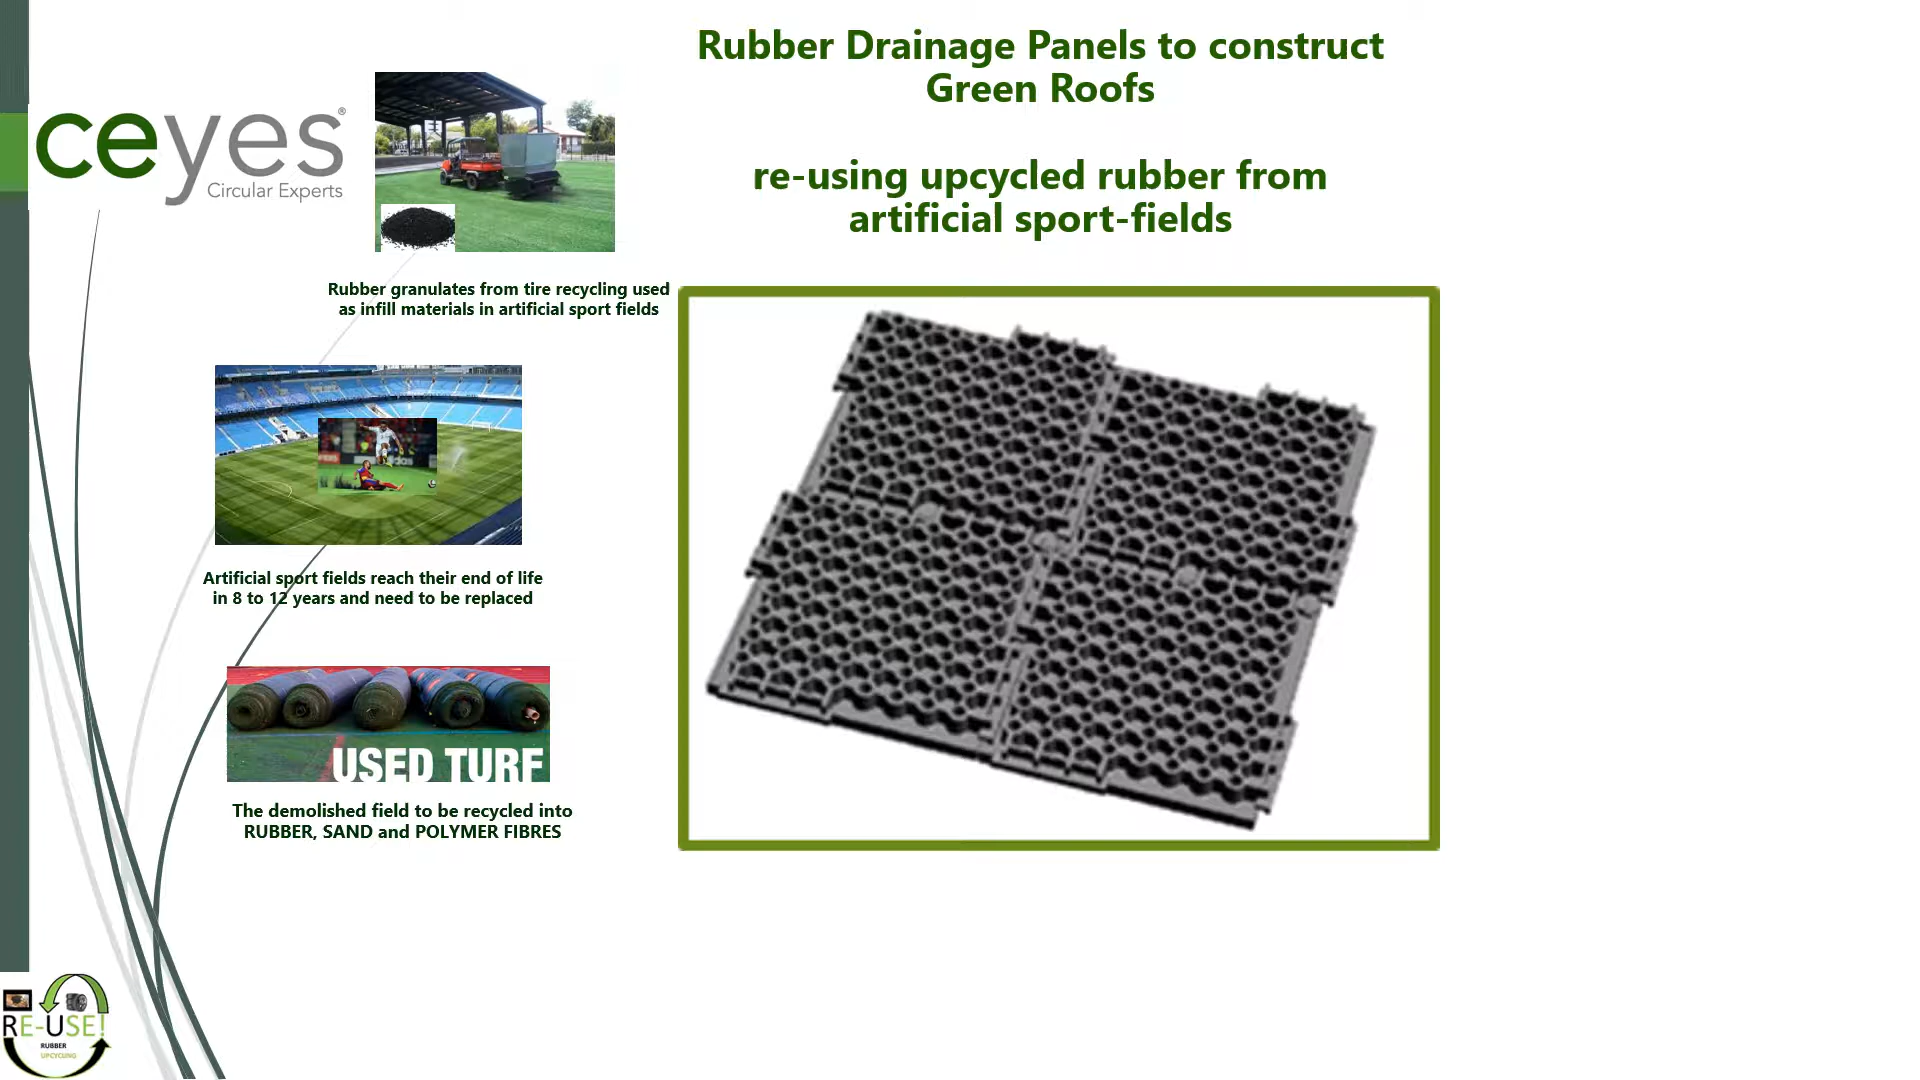 Rubber Drainage Panels to construct
Green Roofs
re-using upcycled rubber from
artificial sport-fields
ceyes®
Circular Experts
Rubber granulates from tire recycling used
as infill materials in artificial sport fields
Artificial sport fields reach their end of life
in 8 to 12 years and need to be replaced
USED TURF
The demolished field to be recycled into
RUBBER, SAND and POLYMER FIBRES
RE-USE!
RUBBER
UPCYCLING